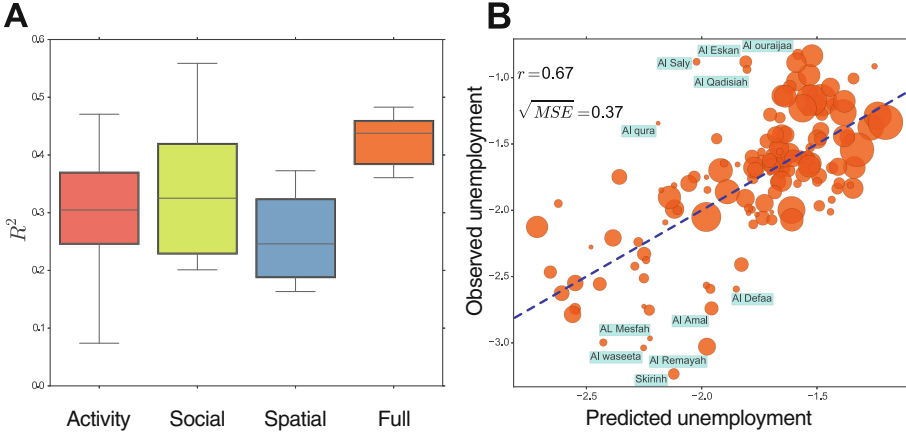 A
0.6
0.5
0.4
0.3
0.2
0.1
0.0
R²
Activity Social Spatial Full
B
r=0.67
√MSE=0.37
Al Saly
Al Eskan
Al ouraijaa
Al Qadisiah
Al qura
Al Defaa
Al Amal
AL Mesfah
Al waseeta
Al Remayah
Skirinh
−1.0
−1.5
−2.0
−2.5
−3.0
Observed unemployment
−2.5 −2.0 −1.5
Predicted unemployment